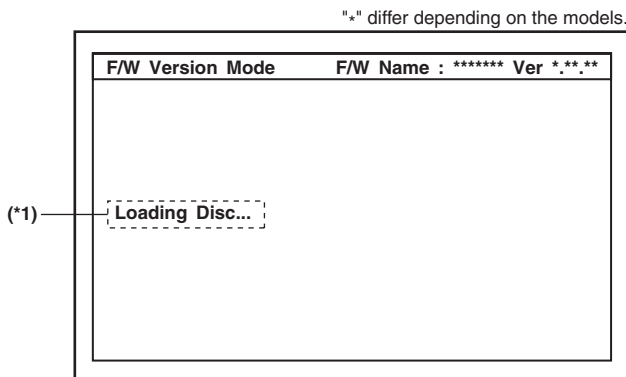 "*" differ depending on the models.
F/W Version Mode F/W Name : ******* Ver *.**.**
(*1) Loading Disc...